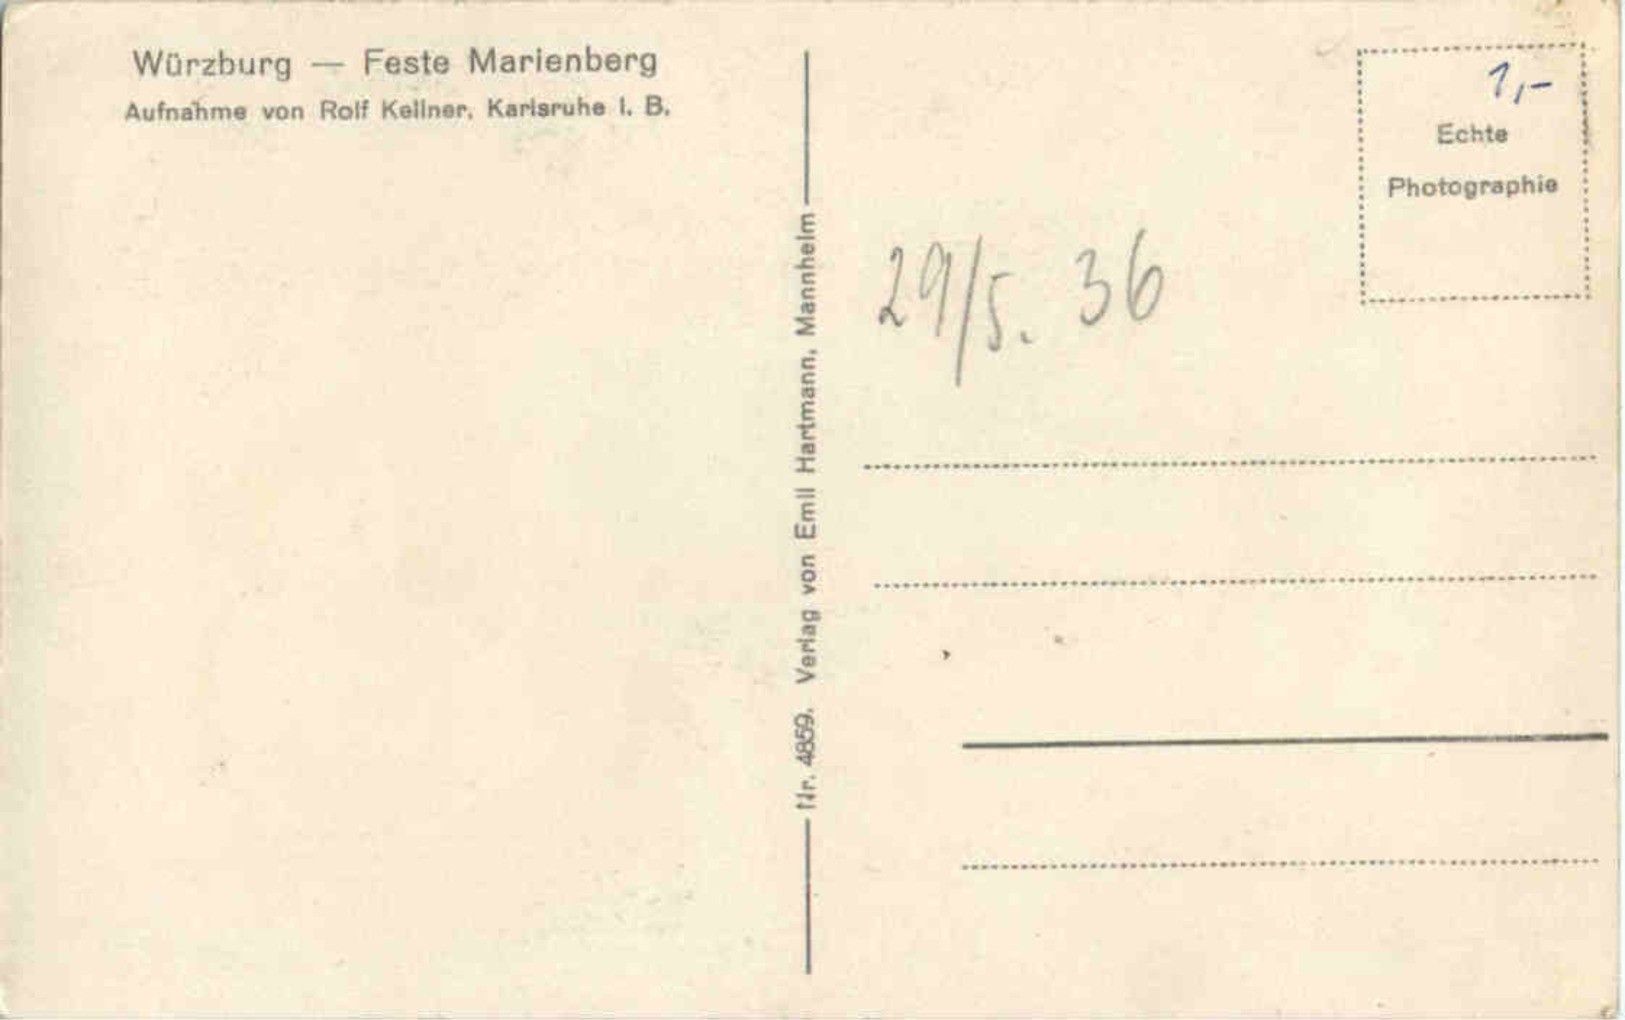 Würzburg — Feste Marienberg
Aufnahme von Rolf Kellner, Karlsruhe i. B.
Nr. 4859. Verlag von Emil Hartmann, Mannheim
1,-
Echte
Photographie
29/5. 36